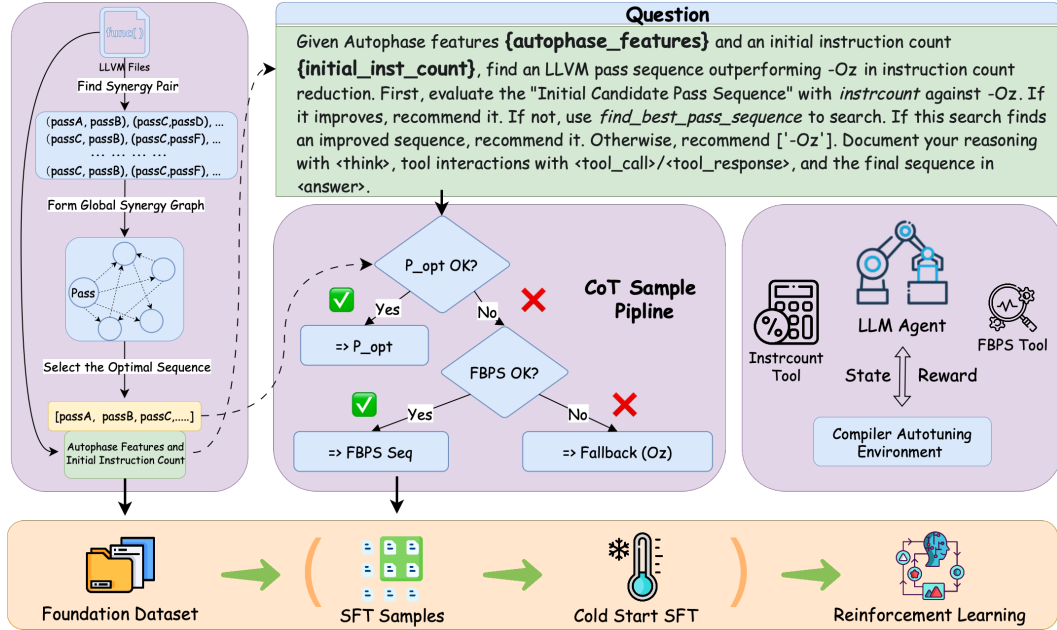 func( )
LLVM Files
Find Synergy Pair
(passA, passB), (passC,passD), ...
(passC, passB), (passC,passF), ...
... ... ... ...
(passC, passB), (passC,passF), ...
Form Global Synergy Graph
Pass
Select the Optimal Sequence
[passA, passB, passC,.....]
Autophase Features and
Initial Instruction Count
Question
Given Autophase features {autophase_features} and an initial instruction count
{initial_inst_count}, find an LLVM pass sequence outperforming -Oz in instruction count
reduction. First, evaluate the "Initial Candidate Pass Sequence" with instrcount against -Oz. If
it improves, recommend it. If not, use find_best_pass_sequence to search. If this search finds
an improved sequence, recommend it. Otherwise, recommend ['-Oz']. Document your reasoning
with <think>, tool interactions with <tool_call>/<tool_response>, and the final sequence in
<answer>.
P_opt OK?
CoT Sample
Pipline
Yes
No
=> P_opt
FBPS OK?
Yes
No
=> FBPS Seq
=> Fallback (Oz)
LLM Agent
Instrcount
Tool
FBPS Tool
State
Reward
Compiler Autotuning
Environment
Foundation Dataset
SFT Samples
Cold Start SFT
Reinforcement Learning